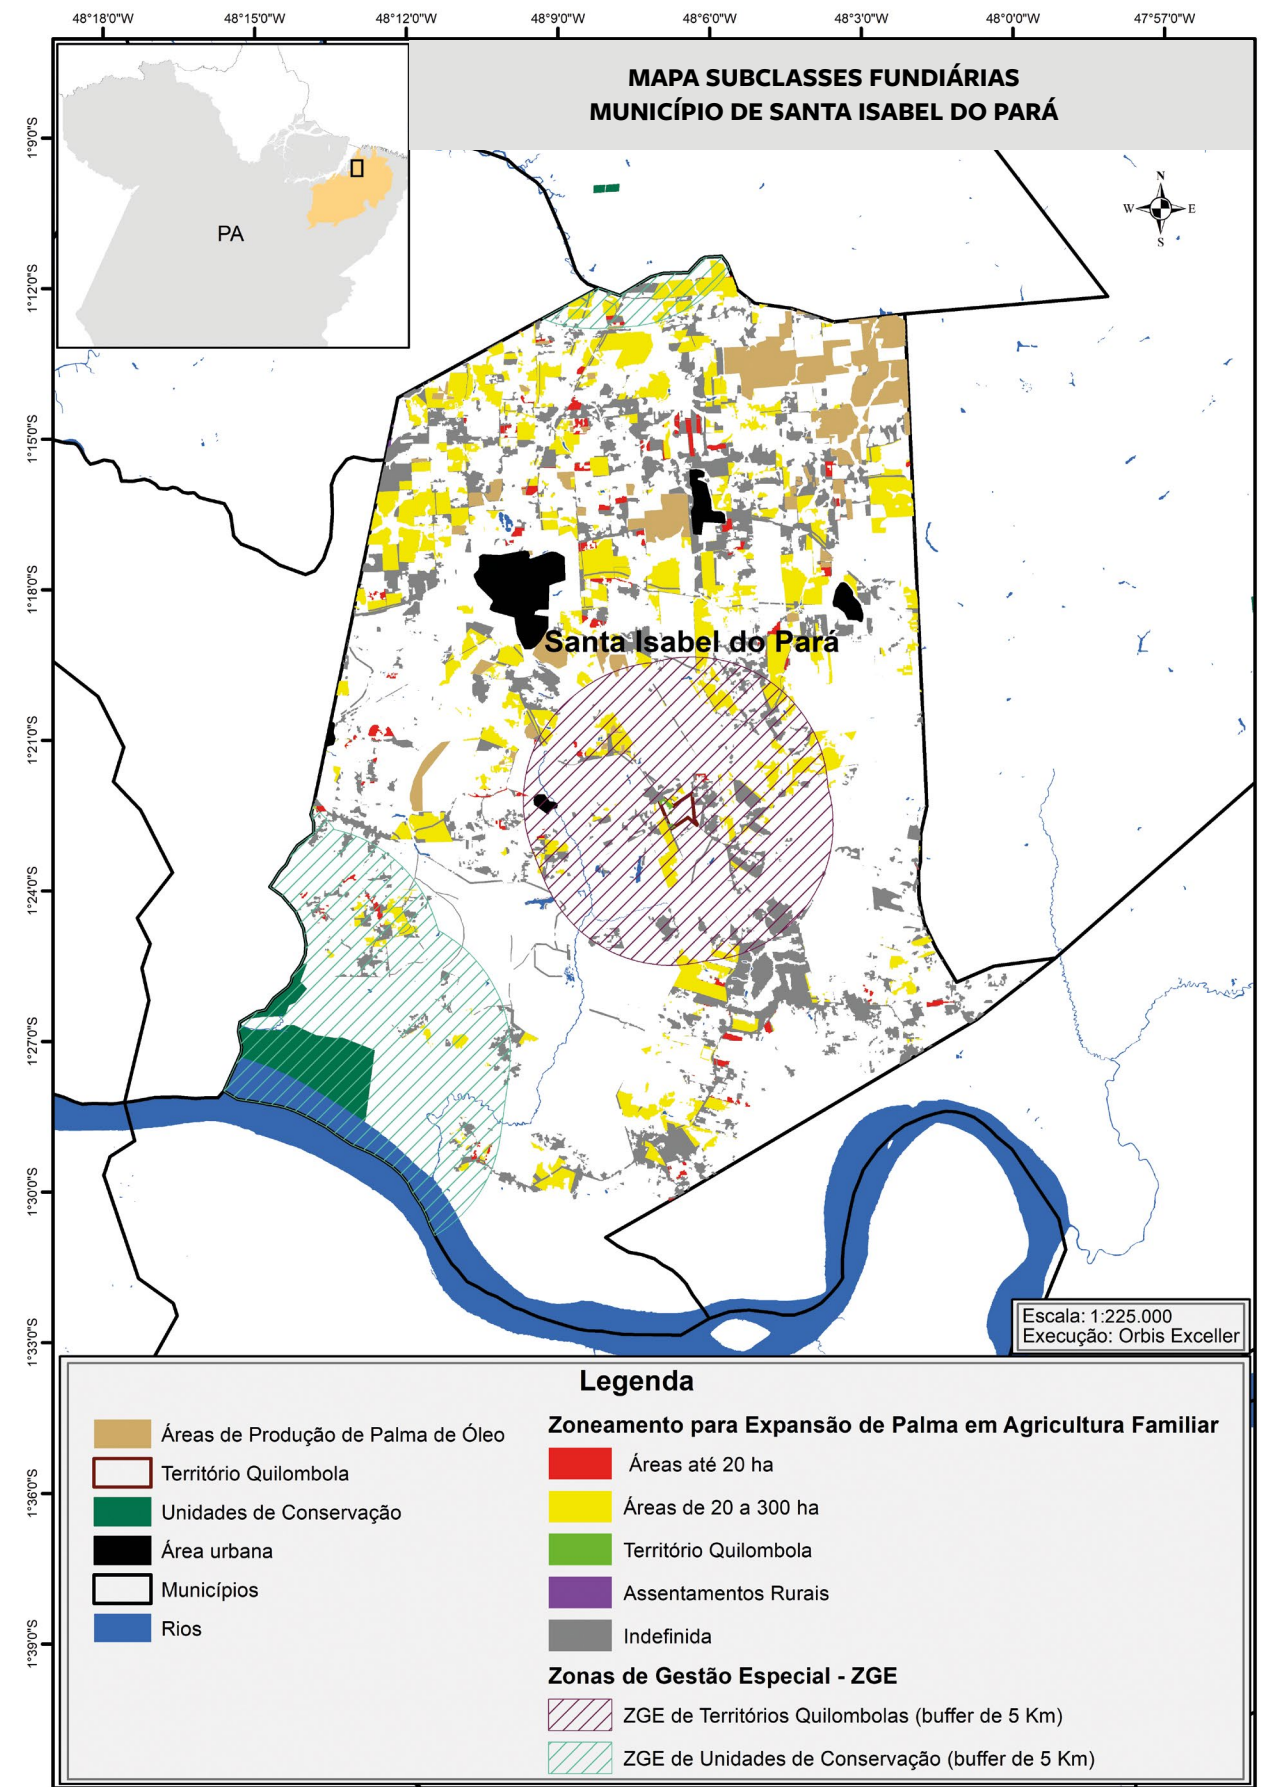 48°18'0"W 48°15'0"W 48°12'0"W 48°9'0"W 48°6'0"W 48°3'0"W 48°0'0"W 47°57'0"W
MAPA SUBCLASSES FUNDIÁRIAS
MUNICÍPIO DE SANTA ISABEL DO PARÁ
PA
N
W E
S
1°9'0"S
1°12'0"S
1°15'0"S
1°18'0"S
1°21'0"S
1°24'0"S
1°27'0"S
1°30'0"S
1°33'0"S
1°36'0"S
1°39'0"S
Santa Isabel do Pará
Escala: 1:225.000
Execução: Orbis Exceller
Legenda
Áreas de Produção de Palma de Óleo
Território Quilombola
Unidades de Conservação
Área urbana
Municípios
Rios
Zoneamento para Expansão de Palma em Agricultura Familiar
Áreas até 20 ha
Áreas de 20 a 300 ha
Território Quilombola
Assentamentos Rurais
Indefinida
Zonas de Gestão Especial - ZGE
ZGE de Territórios Quilombolas (buffer de 5 Km)
ZGE de Unidades de Conservação (buffer de 5 Km)